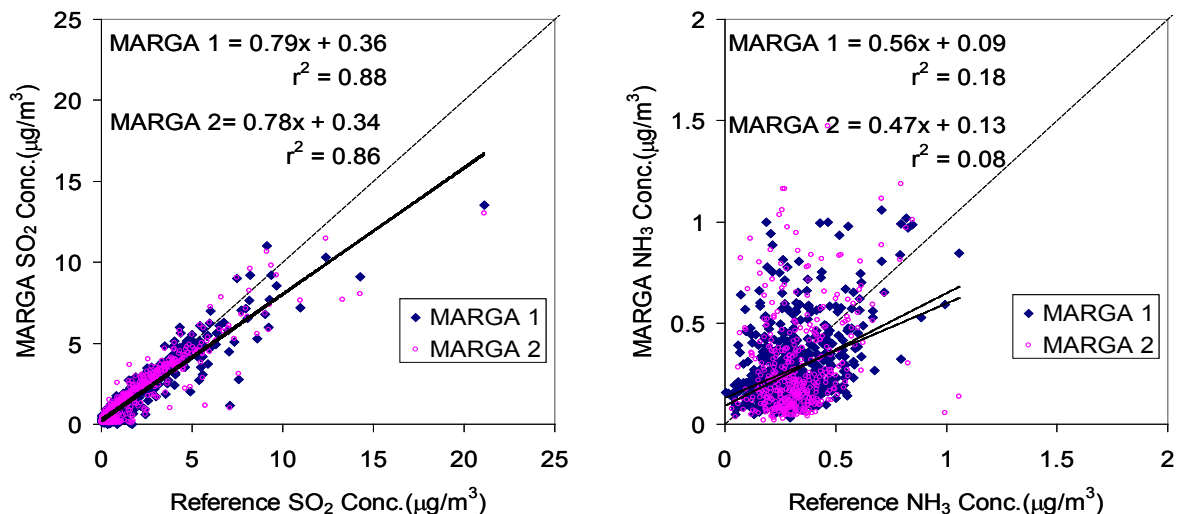 25
20
15
10
5
0
MARGA SO₂ Conc.(μg/m³)
MARGA 1 = 0.79x + 0.36
r² = 0.88
MARGA 2= 0.78x + 0.34
r² = 0.86
MARGA 1
MARGA 2
0 5 10 15 20 25
Reference SO₂ Conc.(μg/m³)
2
1.5
1
0.5
0
MARGA NH₃ Conc.(μg/m³)
MARGA 1 = 0.56x + 0.09
r² = 0.18
MARGA 2 = 0.47x + 0.13
r² = 0.08
MARGA 1
MARGA 2
0 0.5 1 1.5 2
Reference NH₃ Conc.(μg/m³)